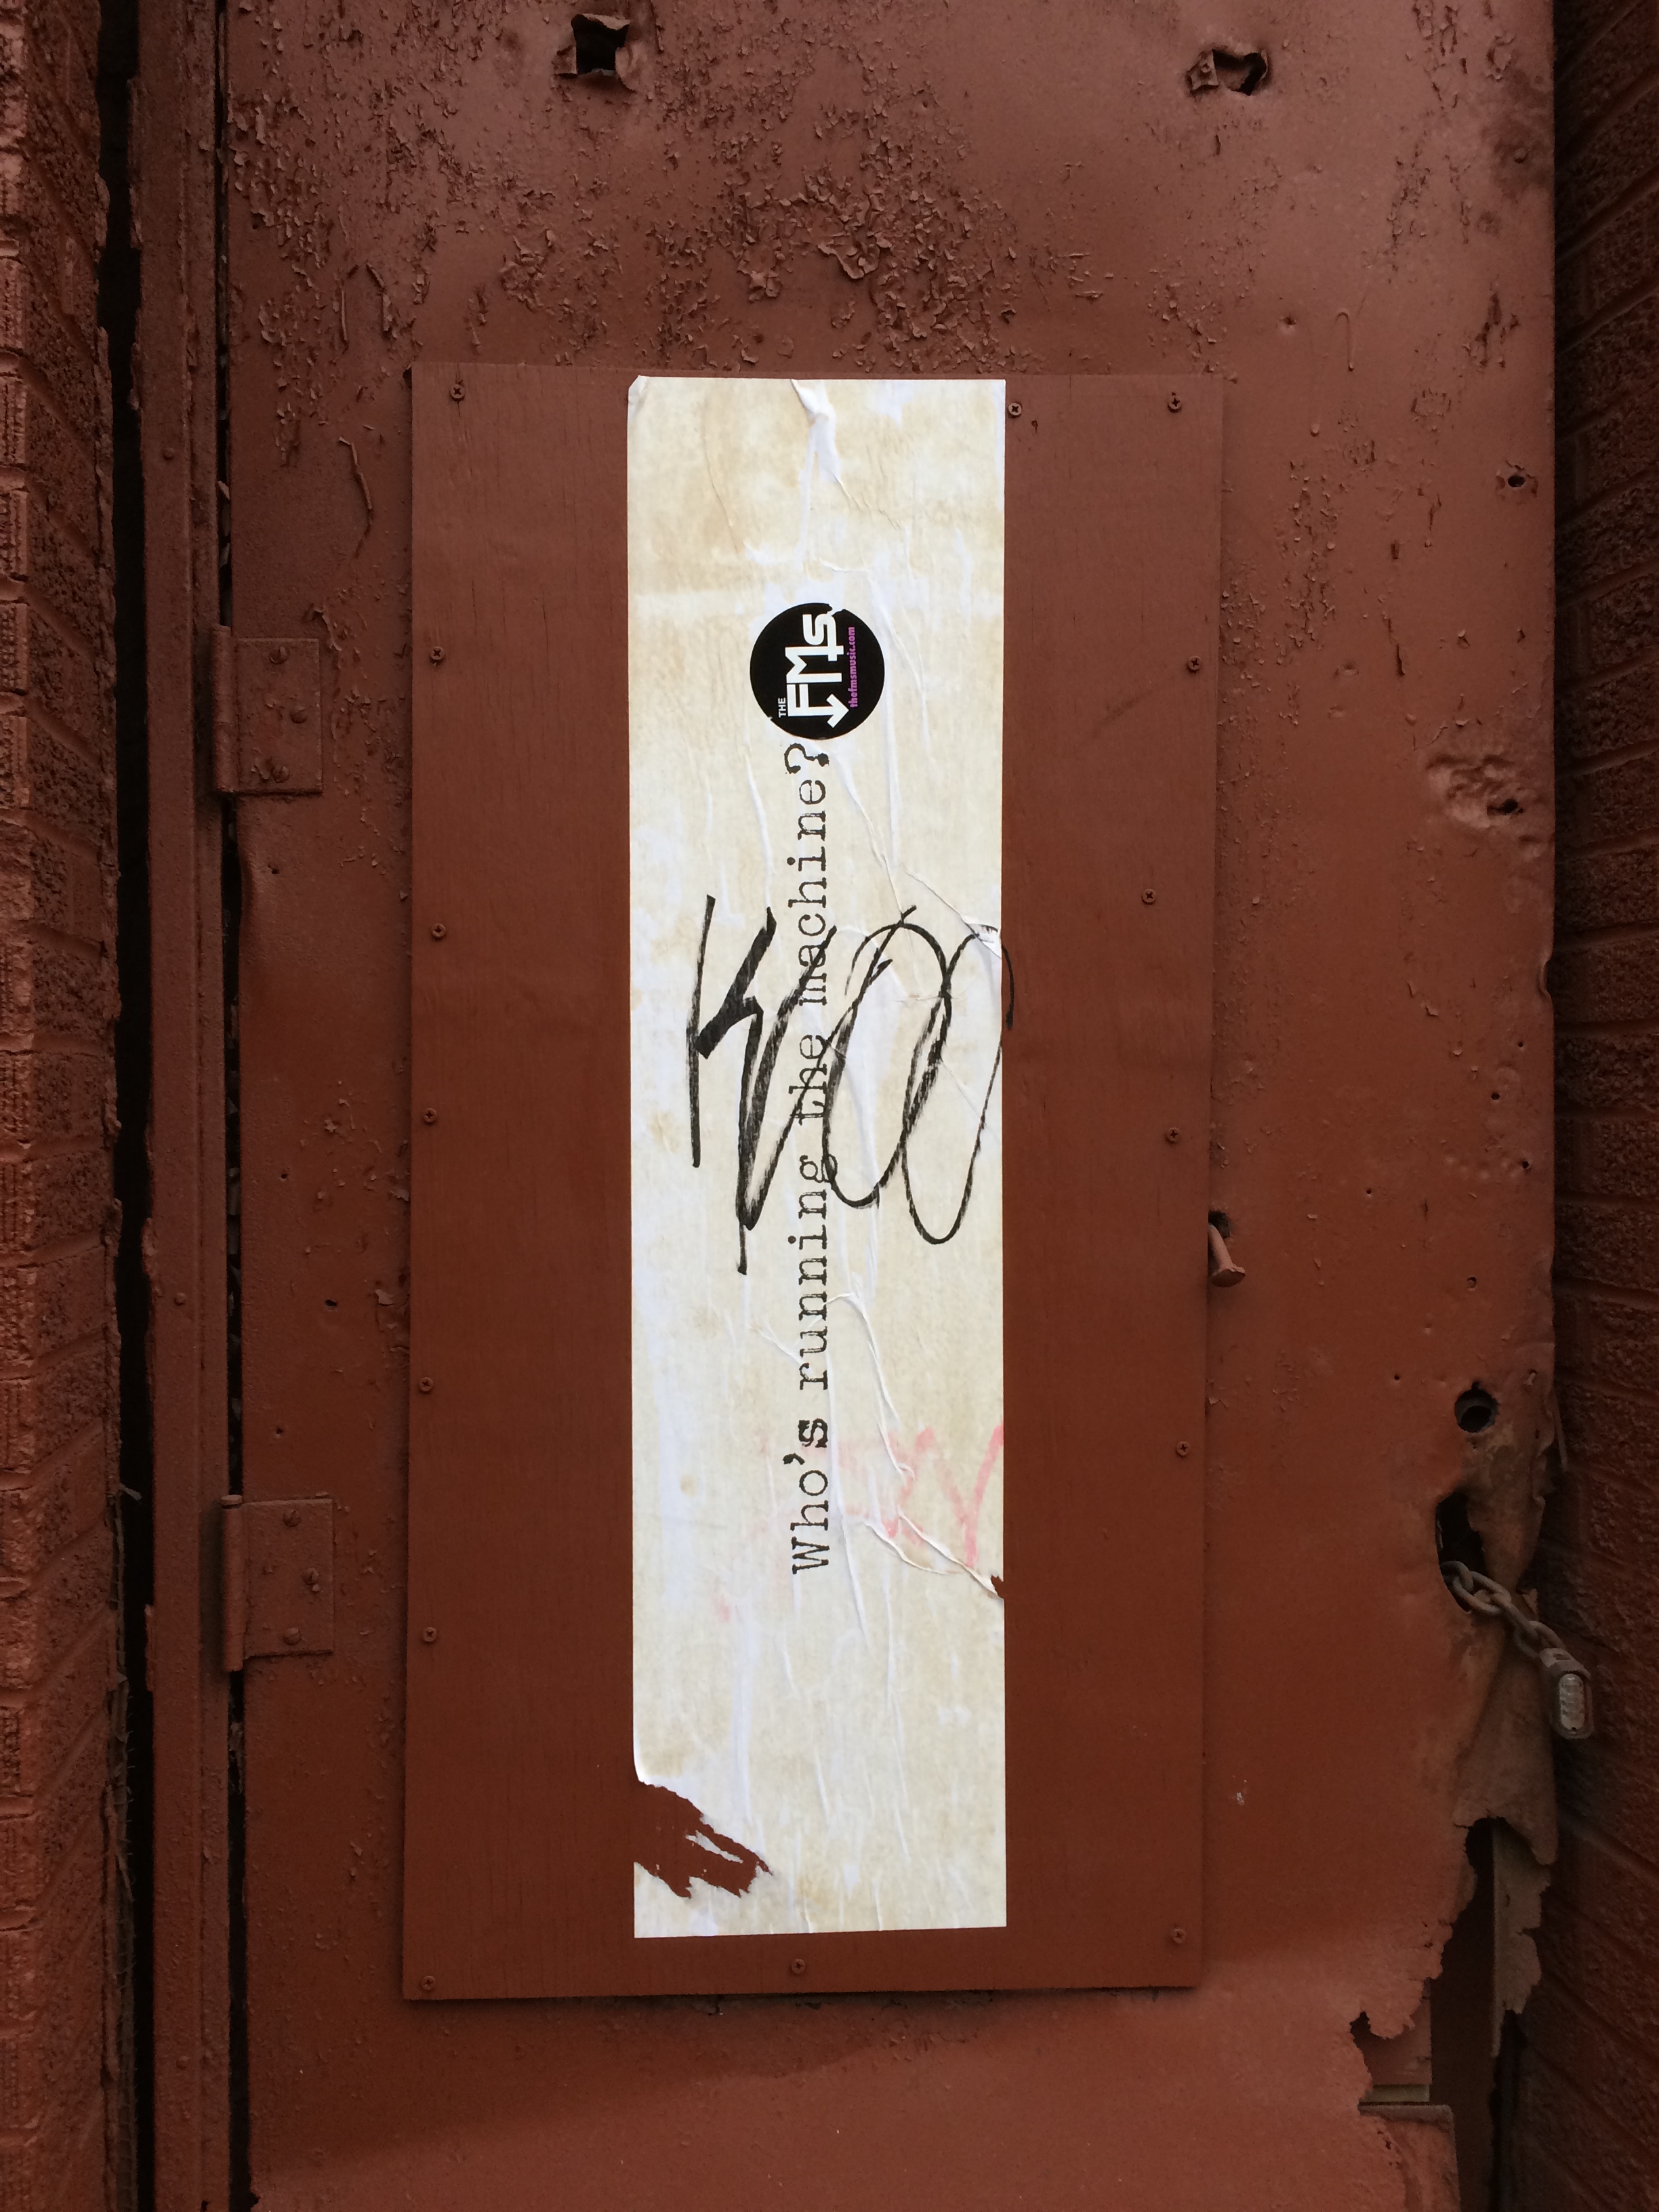 Who's running the machine?
THE
FMs
thefmsmusic.com